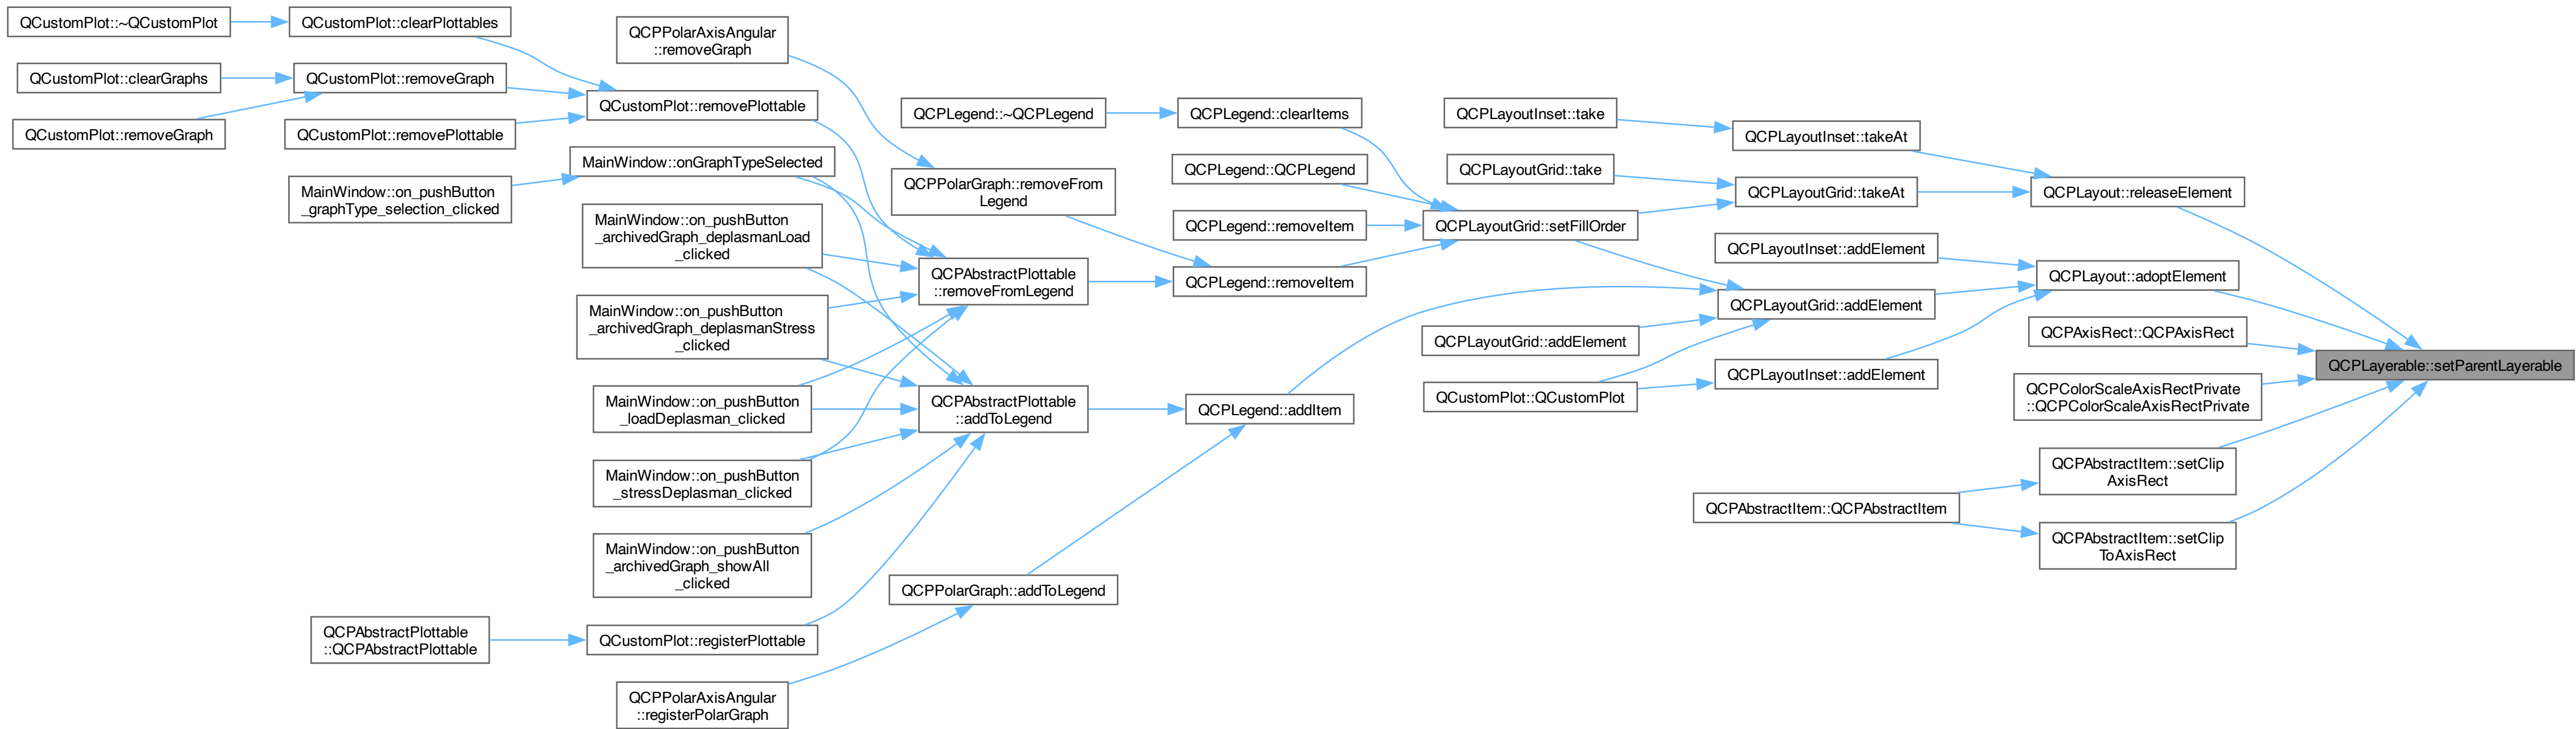 QCustomPlot::~QCustomPlot
QCustomPlot::clearPlottables
QCustomPlot::clearGraphs
QCustomPlot::removeGraph
QCustomPlot::removeGraph
QCustomPlot::removePlottable
QCustomPlot::removePlottable
MainWindow::on_pushButton
_graphType_selection_clicked
MainWindow::onGraphTypeSelected
MainWindow::on_pushButton
_archivedGraph_deplasmanLoad
_clicked
MainWindow::on_pushButton
_archivedGraph_deplasmanStress
_clicked
MainWindow::on_pushButton
_loadDeplasman_clicked
MainWindow::on_pushButton
_stressDeplasman_clicked
MainWindow::on_pushButton
_archivedGraph_showAll
_clicked
QCPAbstractPlottable
::QCPAbstractPlottable
QCustomPlot::registerPlottable
QCPPolarAxisAngular
::registerPolarGraph
QCPPolarAxisAngular
::removeGraph
QCPLegend::~QCPLegend
QCPPolarGraph::removeFrom
Legend
QCPAbstractPlottable
::removeFromLegend
QCPAbstractPlottable
::addToLegend
QCPPolarGraph::addToLegend
QCPLegend::clearItems
QCPLegend::QCPLegend
QCPLegend::removeItem
QCPLegend::removeItem
QCPLegend::addItem
QCPLayoutInset::take
QCPLayoutGrid::take
QCPLayoutGrid::setFillOrder
QCPLayoutGrid::addElement
QCustomPlot::QCustomPlot
QCPLayoutInset::takeAt
QCPLayoutGrid::takeAt
QCPLayoutInset::addElement
QCPLayoutGrid::addElement
QCPLayoutInset::addElement
QCPAbstractItem::QCPAbstractItem
QCPLayout::releaseElement
QCPLayout::adoptElement
QCPAxisRect::QCPAxisRect
QCPColorScaleAxisRectPrivate
::QCPColorScaleAxisRectPrivate
QCPAbstractItem::setClip
AxisRect
QCPAbstractItem::setClip
ToAxisRect
QCPLayerable::setParentLayerable